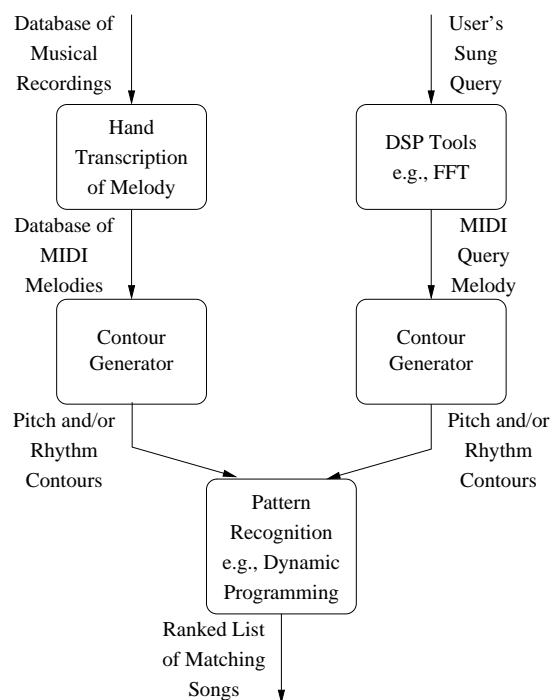 Database of
Musical
Recordings
User's
Sung
Query
Hand
Transcription
of Melody
DSP Tools
e.g., FFT
Database of
MIDI
Melodies
MIDI
Query
Melody
Contour
Generator
Contour
Generator
Pitch and/or
Rhythm
Contours
Pitch and/or
Rhythm
Contours
Pattern
Recognition
e.g., Dynamic
Programming
Ranked List
of Matching
Songs